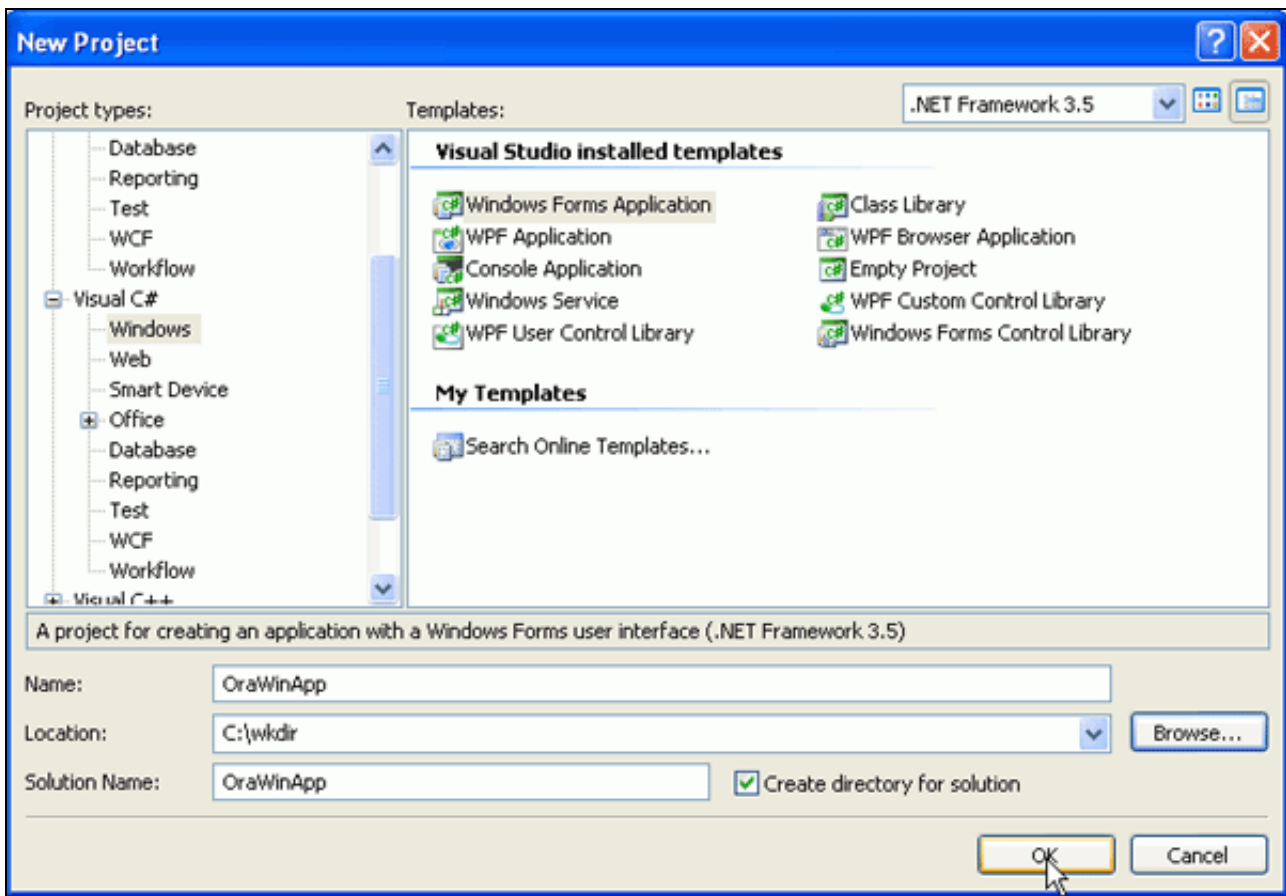 New Project
Project types:
Templates:
.NET Framework 3.5
Database
Reporting
Test
WCF
Workflow
Visual C#
Windows
Web
Smart Device
Office
Database
Reporting
Test
WCF
Workflow
Visual C++
Visual Studio installed templates
Windows Forms Application
Class Library
WPF Application
WPF Browser Application
Console Application
Empty Project
Windows Service
WPF Custom Control Library
WPF User Control Library
Windows Forms Control Library
My Templates
Search Online Templates...
A project for creating an application with a Windows Forms user interface (.NET Framework 3.5)
Name:
OraWinApp
Location:
C:\wkdir
Browse...
Solution Name:
OraWinApp
Create directory for solution
OK
Cancel